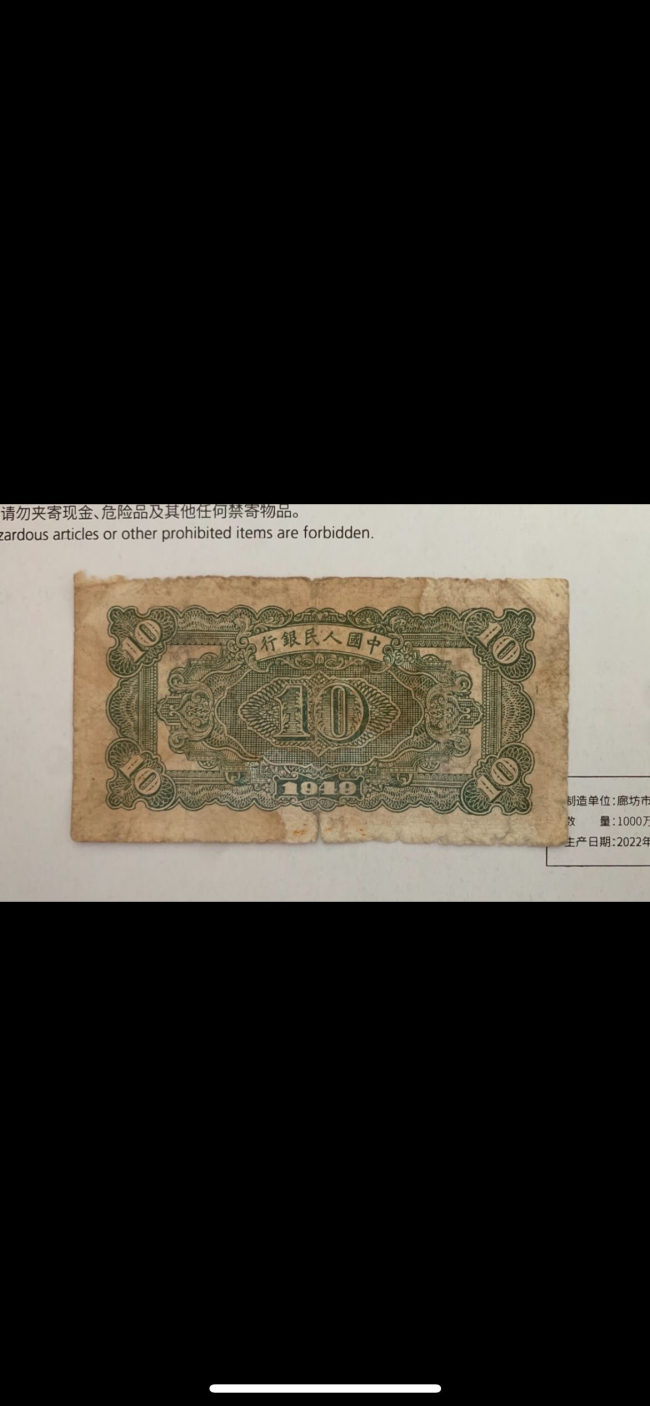 请勿夹寄现金、危险品及其他任何禁寄物品。
zardous articles or other prohibited items are forbidden.
10
10
行銀民人國中
10
10
10
1949
制造单位:廊坊市
量:1000万
生产日期:2022年